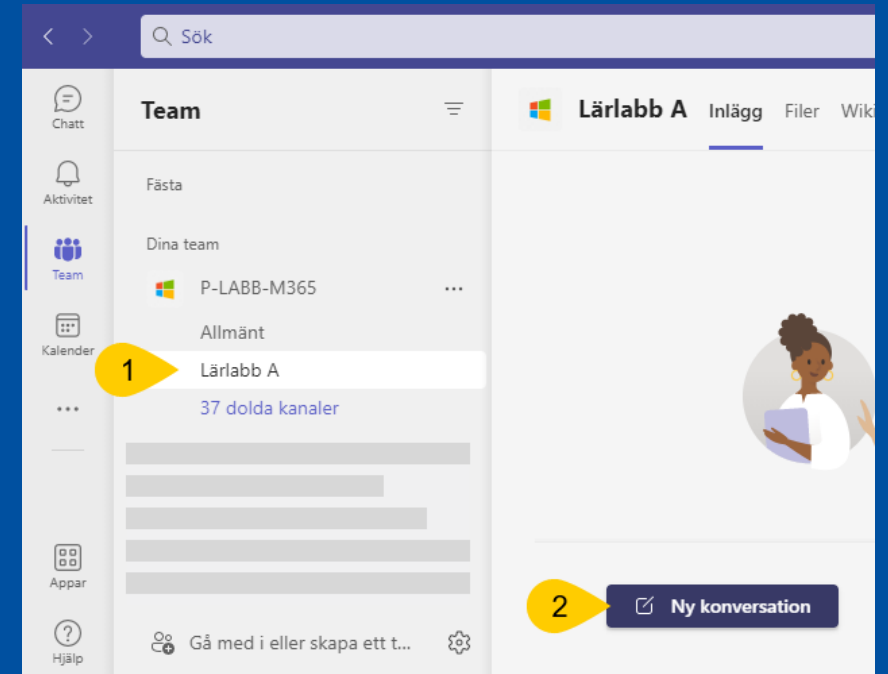 Sök
Chatt
Aktivitet
Team
Kalender
Appar
Hjälp
Team
Fästa
Dina team
P-LABB-M365
Allmänt
1
Lärlabb A
37 dolda kanaler
Gå med i eller skapa ett t...
Lärlabb A Inlägg Filer Wiki
2
Ny konversation